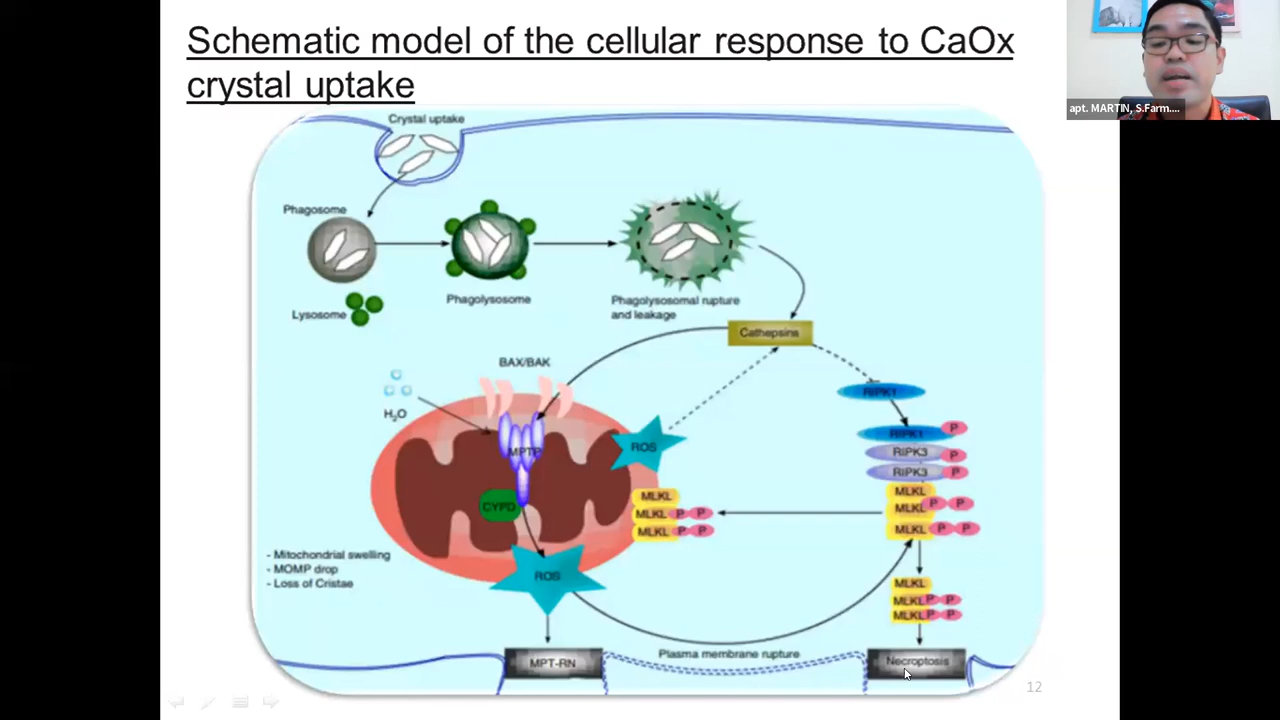 Schematic model of the cellular response to CaOx
crystal uptake
apt. MARTIN, S.Farm....
Crystal uptake
Phagosome
Lysosome
Phagolysosome
Phagolysosomal rupture
and leakage
Cathepsins
BAX/BAK
H₂O
MPTP
CYPD
ROS
RIPK1
RIPK1 P
RIPK3 P
RIPK3 P
MLKL
MLKL P P
MLKL P P
MLKL
MLKL P P
MLKL P P
- Mitochondrial swelling
- MOMP drop
- Loss of Cristae
ROS
MLKL
MLKL P P
MLKL P P
Plasma membrane rupture
MPT-RN
Necroptosis
12